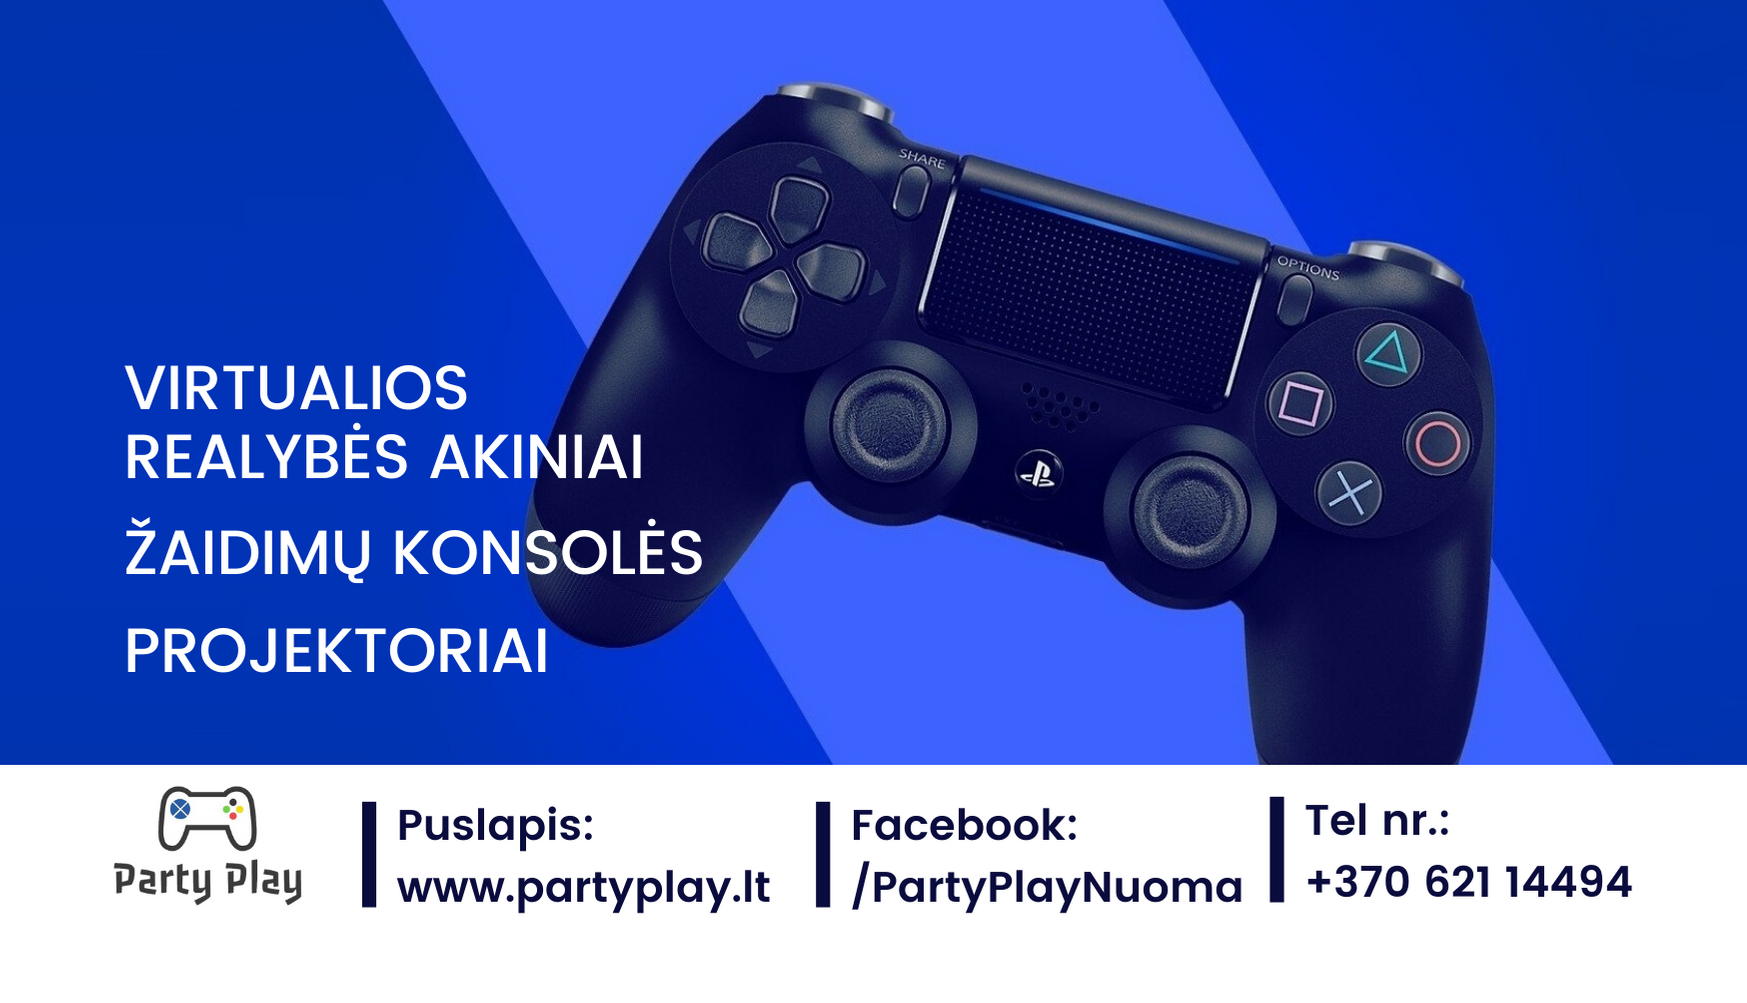 SHARE
OPTIONS
VIRTUALIOS
REALYBĖS AKINIAI
ŽAIDIMŲ KONSOLĖS
PROJEKTORIAI
Party Play
Puslapis:
www.partyplay.lt
Facebook:
/PartyPlayNuoma
Tel nr.:
+370 621 14494